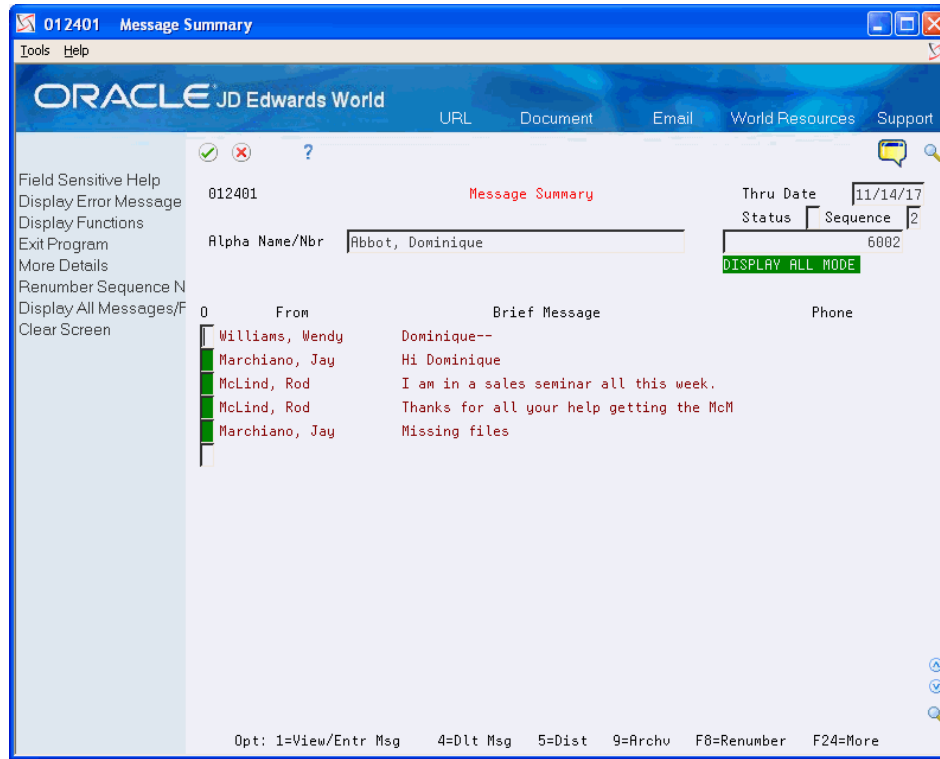 012401 Message Summary
Tools Help
ORACLE JD Edwards World
URL Document Email World Resources Support
Field Sensitive Help
Display Error Message
Display Functions
Exit Program
More Details
Renumber Sequence N
Display All Messages/F
Clear Screen
?
012401 Message Summary Thru Date 11/14/17
Status Sequence 2
Alpha Name/Nbr Abbot, Dominique 6002
DISPLAY ALL MODE
O From Brief Message Phone
Williams, Wendy Dominique--
Marchiano, Jay Hi Dominique
McLind, Rod I am in a sales seminar all this week.
McLind, Rod Thanks for all your help getting the McM
Marchiano, Jay Missing files
Opt: 1=View/Entr Msg 4=Dlt Msg 5=Dist 9=Archv F8=Renumber F24=More